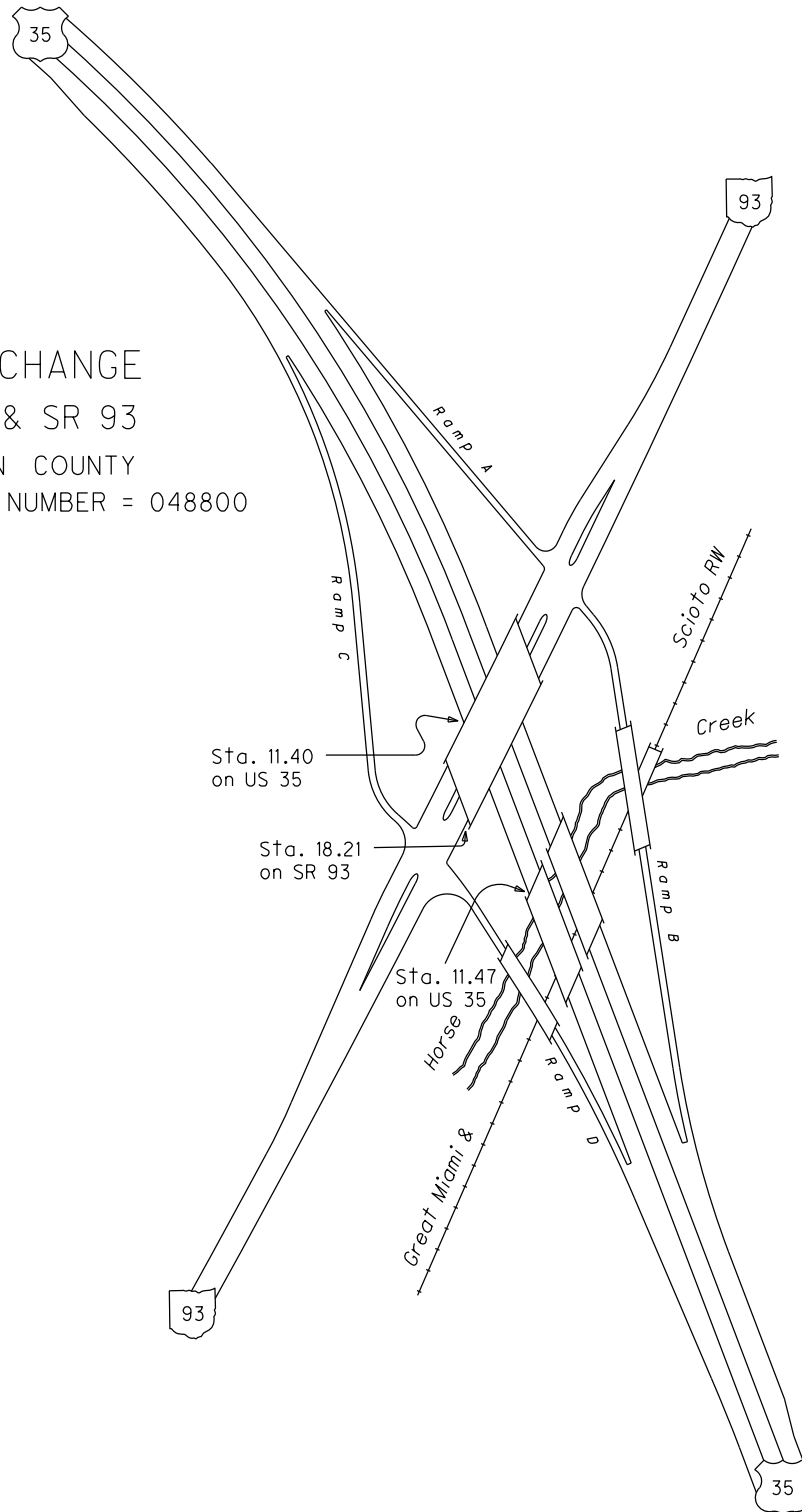 35
93
CHANGE
& SR 93
N COUNTY
NUMBER = 048800
Ramp A
Ramp C
Scioto RW
Creek
Sta. 11.40
on US 35
Sta. 18.21
on SR 93
Ramp B
Sta. 11.47
on US 35
Horse
Ramp D
Great Miami &
93
35